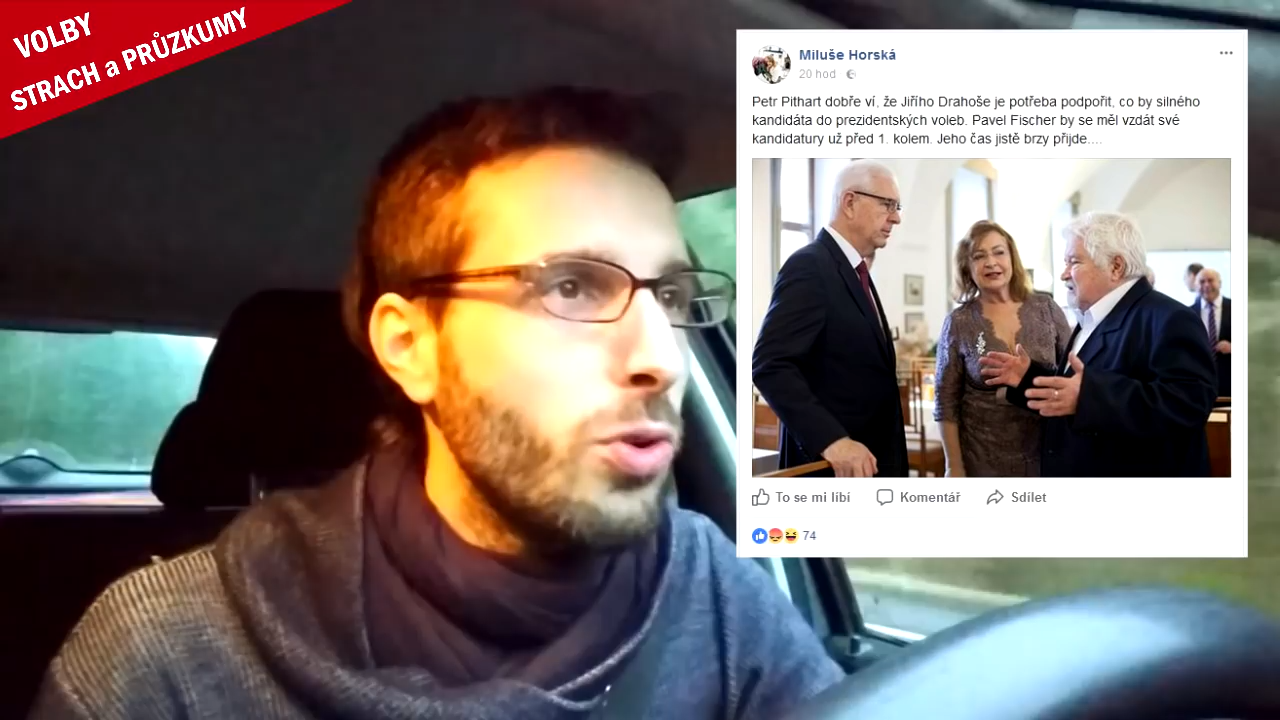 VOLBY
STRACH a PRŮZKUMY
Miluše Horská
20 hod
Petr Pithart dobře ví, že Jiřího Drahoše je potřeba podpořit, co by silného
kandidáta do prezidentských voleb. Pavel Fischer by se měl vzdát své
kandidatury už před 1. kolem. Jeho čas jistě brzy přijde....
To se mi líbí Komentář Sdílet
74